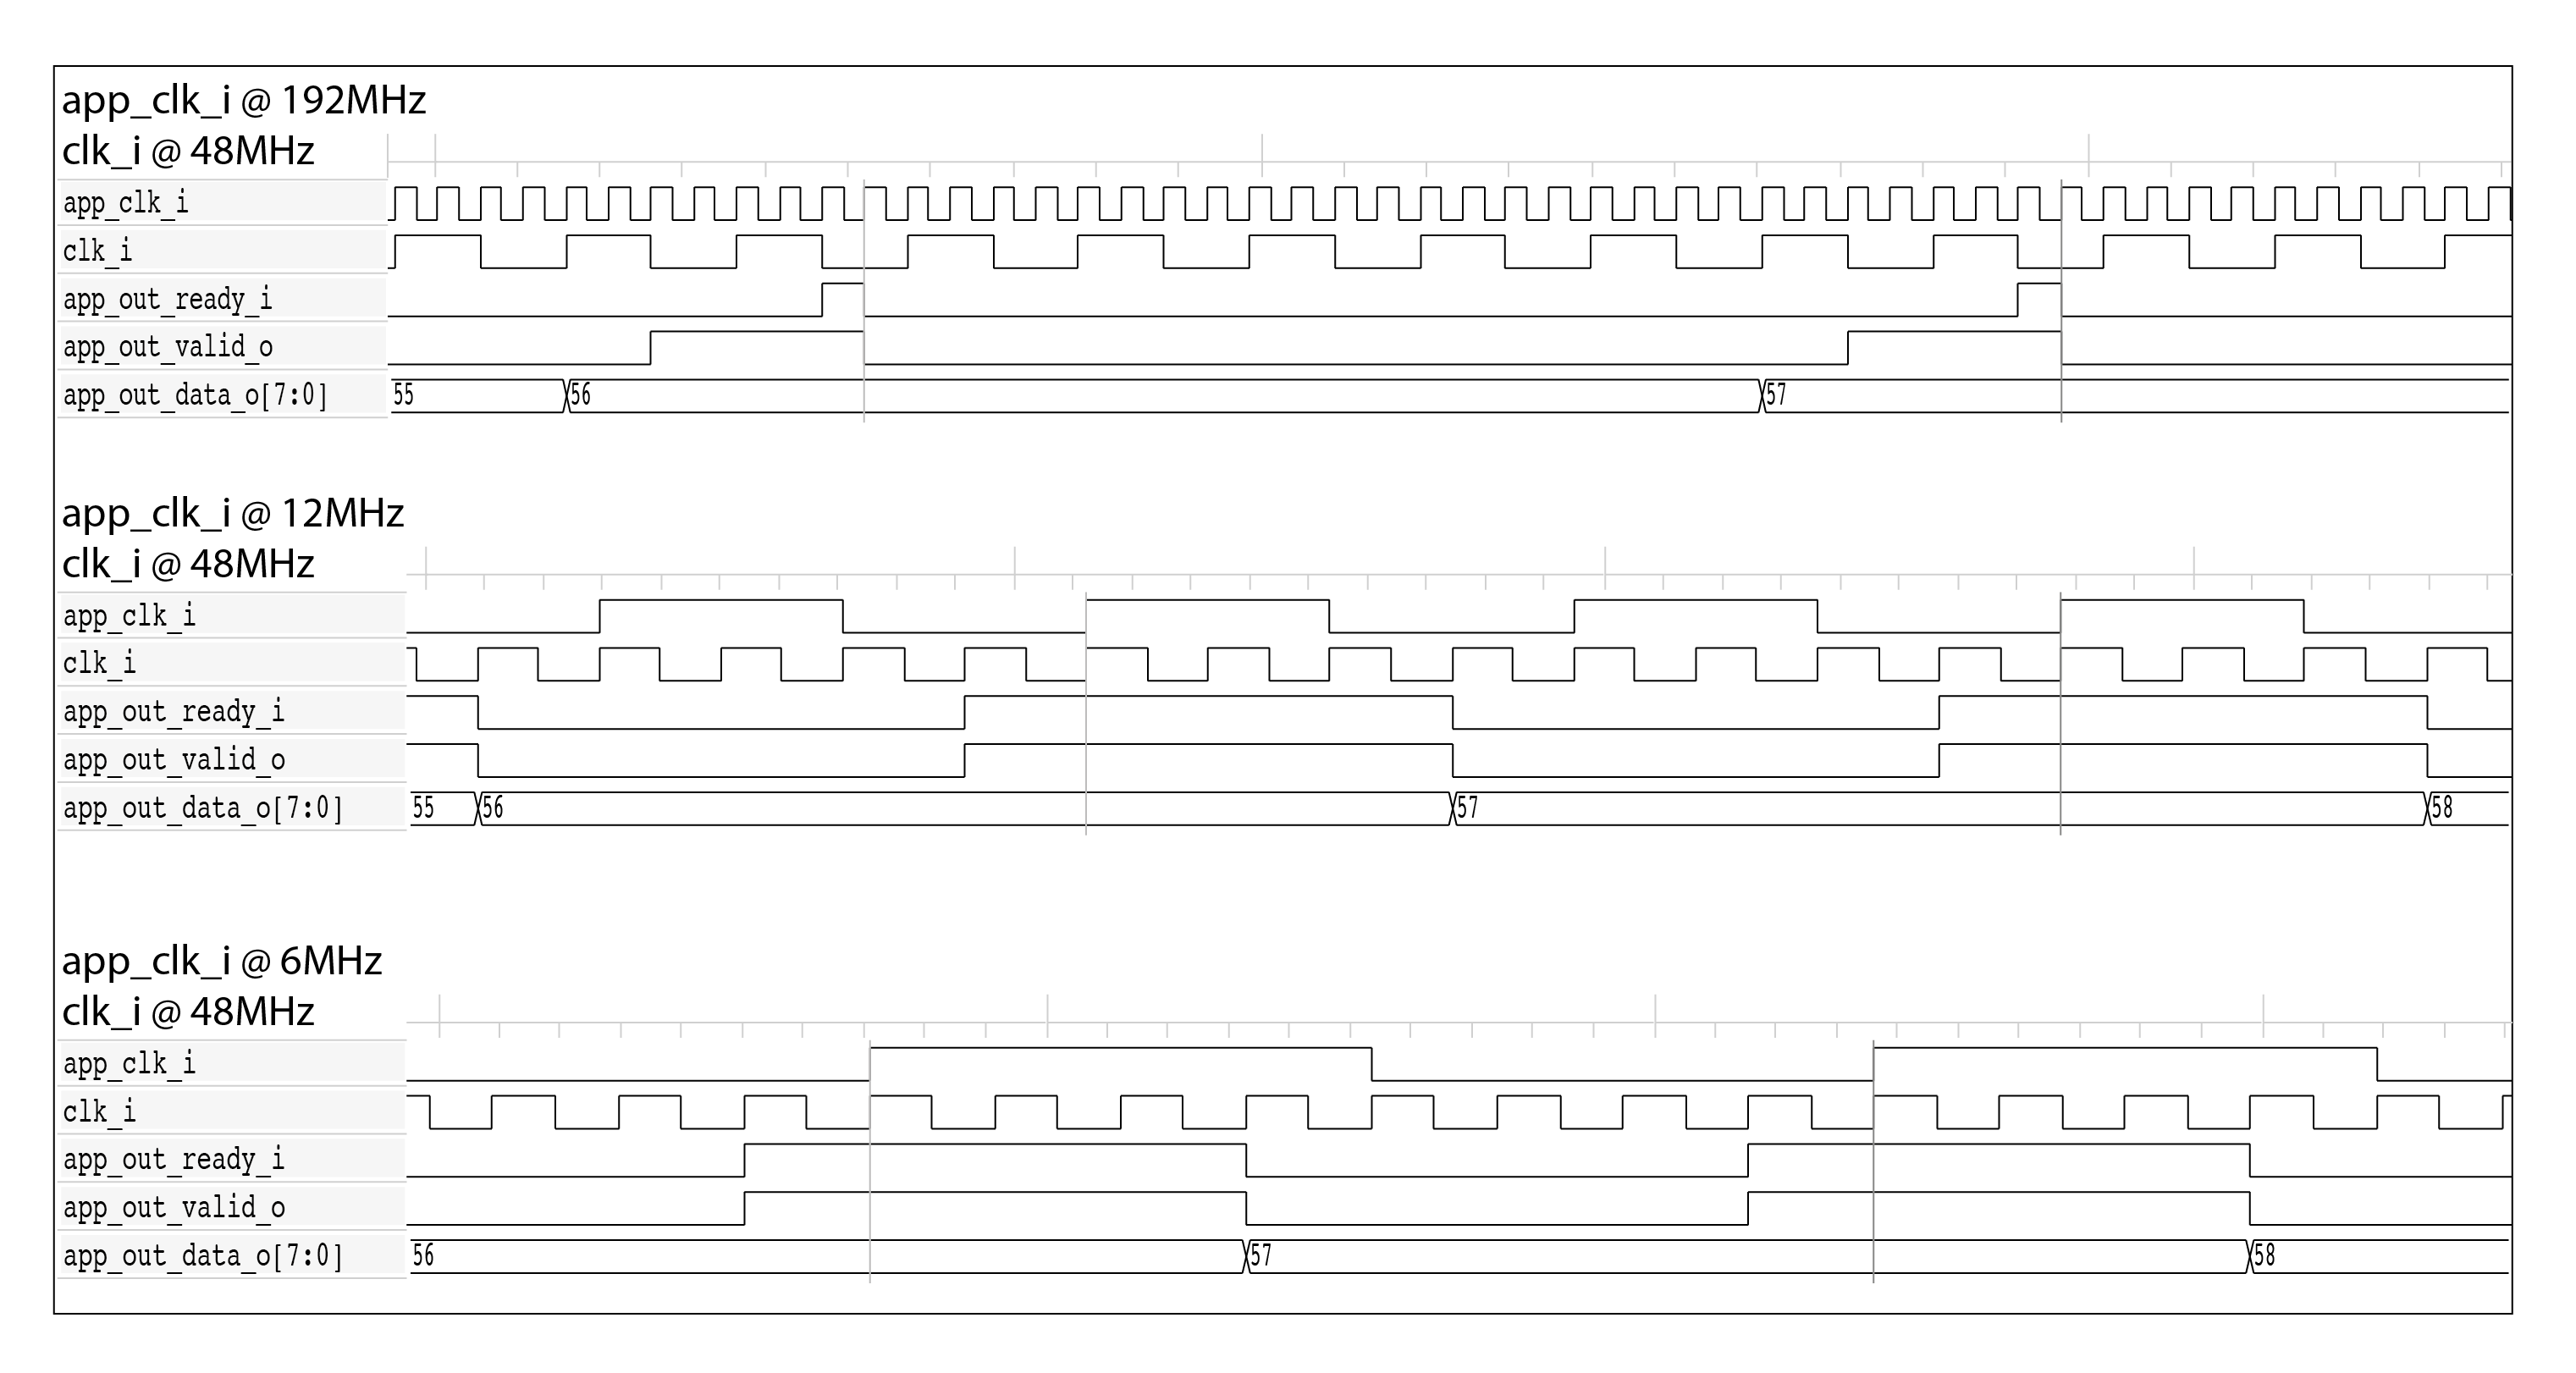 app_clk_i @ 192MHz
clk_i @ 48MHz
app_clk_i
clk_i
app_out_ready_i
app_out_valid_o
app_out_data_o[7:0] 55 56 57
app_clk_i @ 12MHz
clk_i @ 48MHz
app_clk_i
clk_i
app_out_ready_i
app_out_valid_o
app_out_data_o[7:0] 55 56 57 58
app_clk_i @ 6MHz
clk_i @ 48MHz
app_clk_i
clk_i
app_out_ready_i
app_out_valid_o
app_out_data_o[7:0] 56 57 58